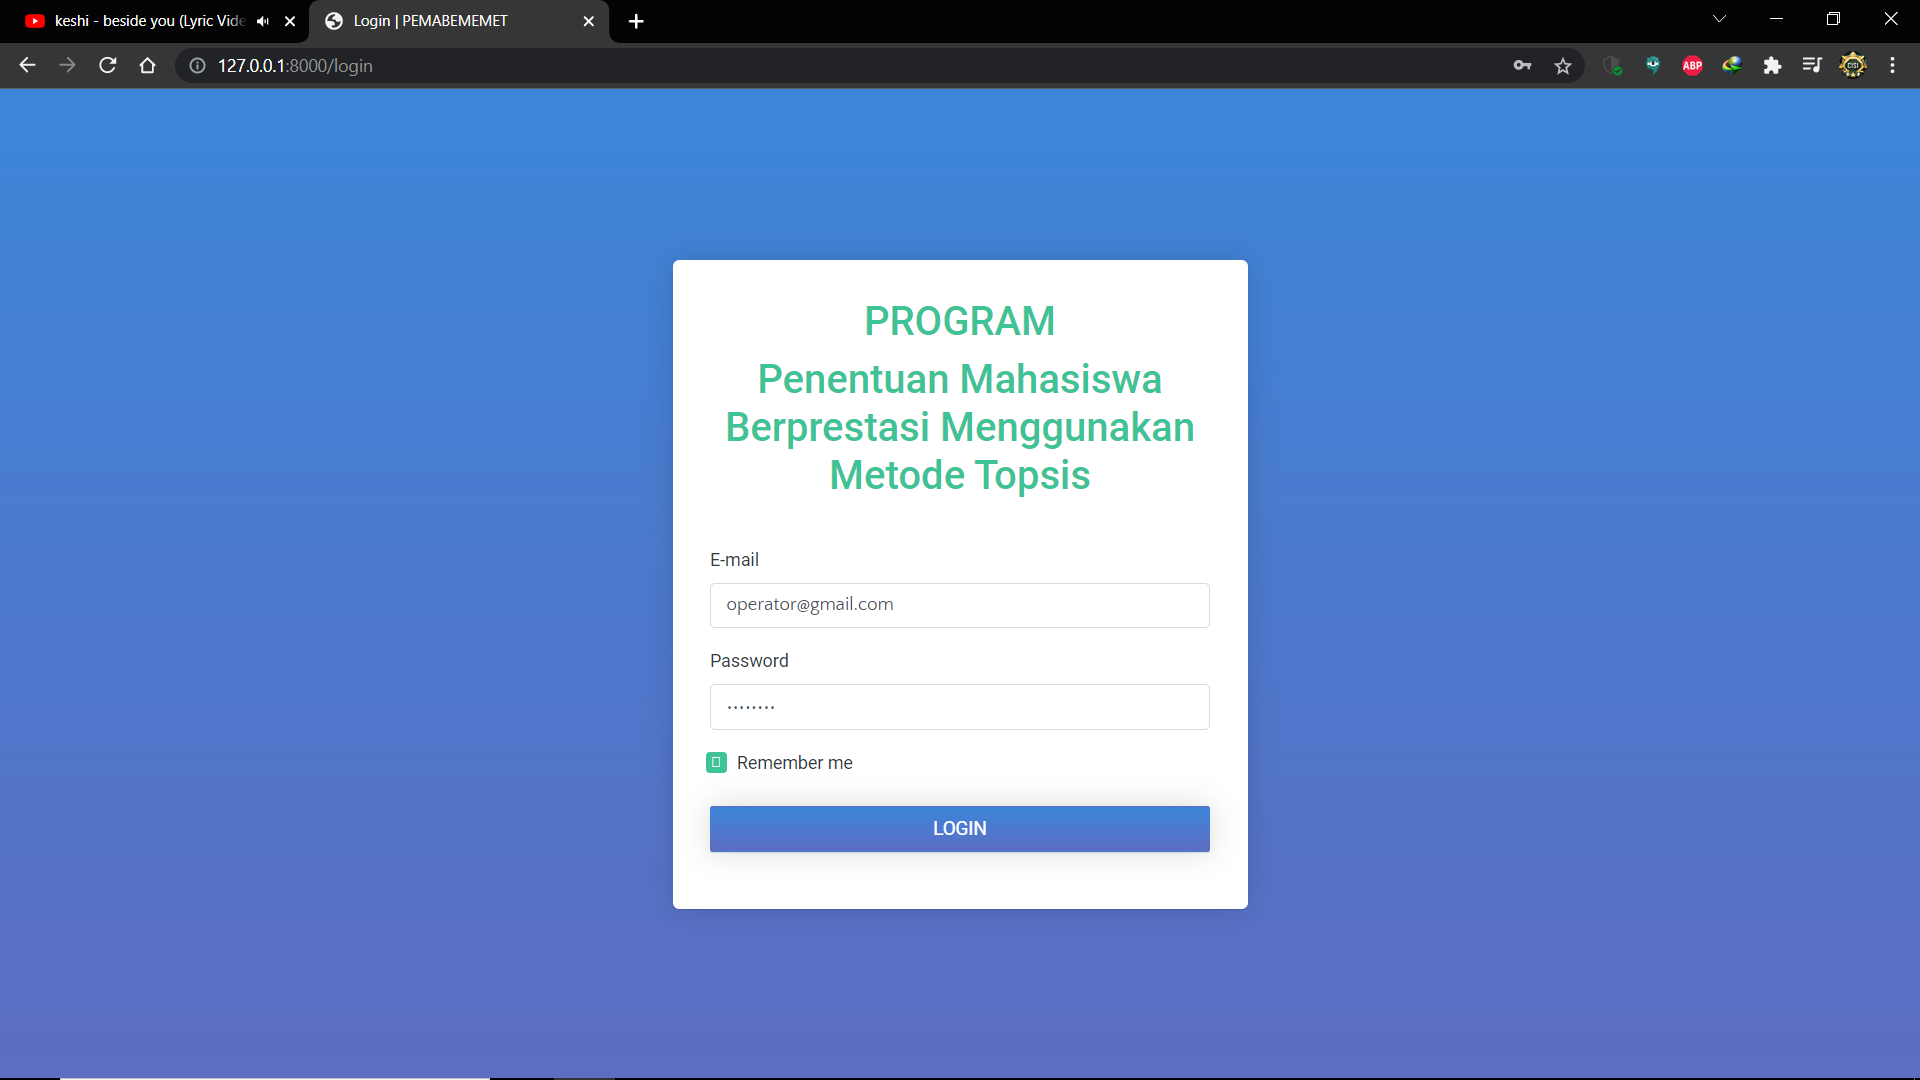 keshi - beside you (Lyric Vide
Login | PEMABEMEMET
127.0.0.1:8000/login
ABP
PROGRAM
Penentuan Mahasiswa
Berprestasi Menggunakan
Metode Topsis
E-mail
operator@gmail.com
Password
Remember me
LOGIN